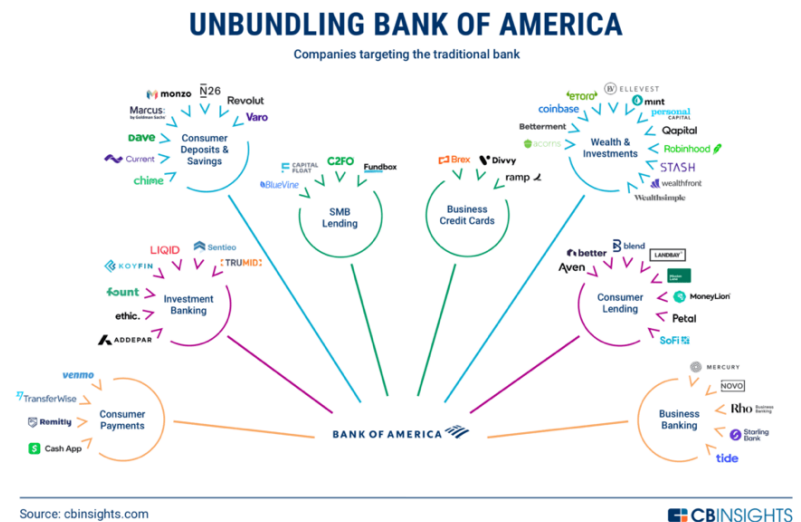 UNBUNDLING BANK OF AMERICA
Companies targeting the traditional bank
monzo
N26
Revolut
Varo
Marcus:
by Goldman Sachs
DAVE
Current
chime
Consumer
Deposits &
Savings
CAPITAL
FLOAT
C2FO
Fundbox
BlueVine
SMB
Lending
Brex
Divvy
ramp
Business
Credit Cards
eTORO
ELLEVEST
coinbase
mint
personal
CAPITAL
Betterment
Qapital
acorns
Robinhood
STASH
wealthfront
Wealthsimple
Wealth &
Investments
LIQID
Sentieo
KOYFIN
TRUMID
fount
ethic.
ADDEPAR
Investment
Banking
better
blend
LANDBAY
Aven
MoneyLion
Petal
SoFi
Consumer
Lending
venmo
TransferWise
Remitly
Cash App
Consumer
Payments
BANK OF AMERICA
MERCURY
NOVO
Rho Business
Banking
Starling
Bank
tide
Business
Banking
Source: cbinsights.com
CBINSIGHTS